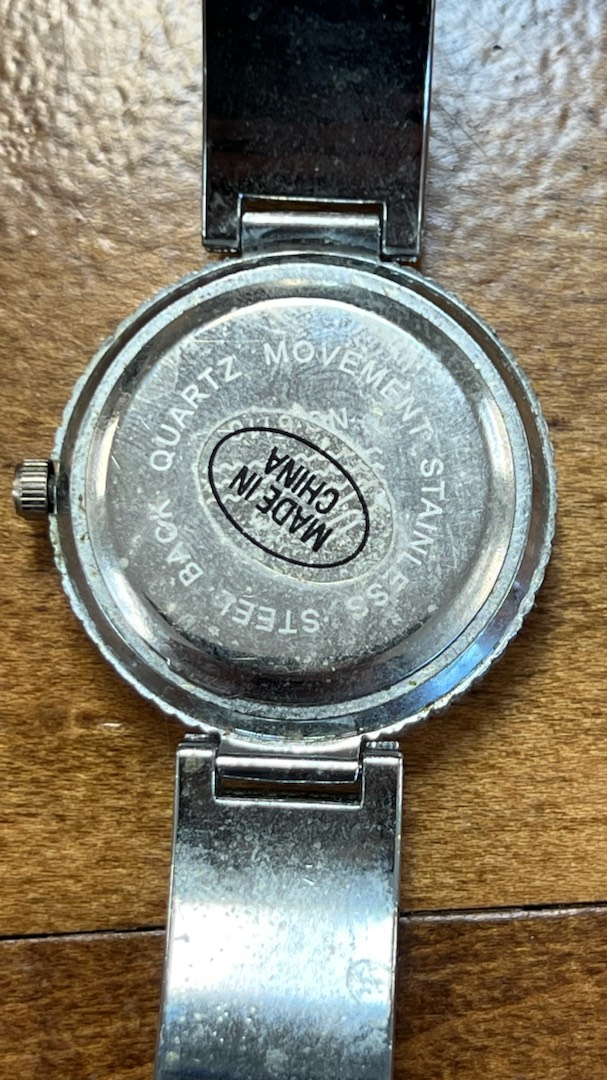 QUARTZ MOVEMENT STAINLESS STEEL BACK
MADE IN
CHINA